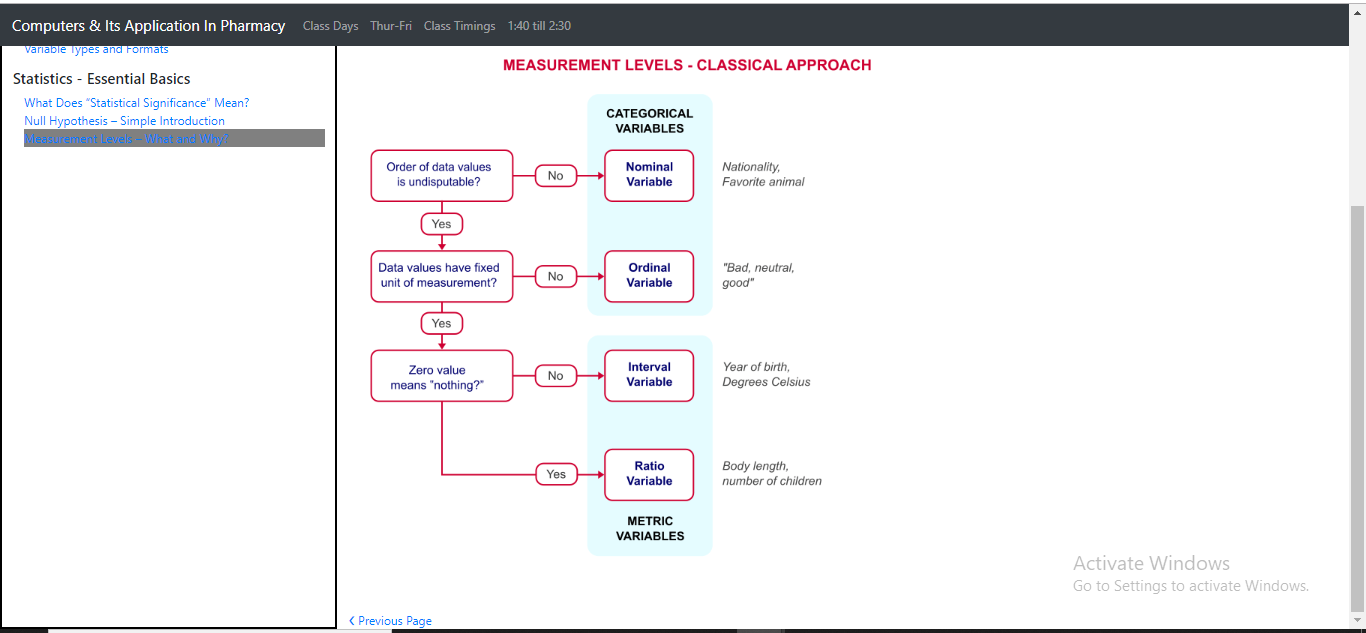 Computers & Its Application In Pharmacy Class Days Thur-Fri Class Timings 1:40 till 2:30
Variable Types and Formats
Statistics - Essential Basics
What Does “Statistical Significance” Mean?
Null Hypothesis – Simple Introduction
Measurement Levels – What and Why?
MEASUREMENT LEVELS - CLASSICAL APPROACH
CATEGORICAL
VARIABLES
Order of data values
is undisputable?
No
Nominal
Variable
Nationality,
Favorite animal
Yes
Data values have fixed
unit of measurement?
No
Ordinal
Variable
"Bad, neutral,
good"
Yes
Zero value
means "nothing?"
No
Interval
Variable
Year of birth,
Degrees Celsius
Yes
Ratio
Variable
Body length,
number of children
METRIC
VARIABLES
Activate Windows
Go to Settings to activate Windows.
Previous Page